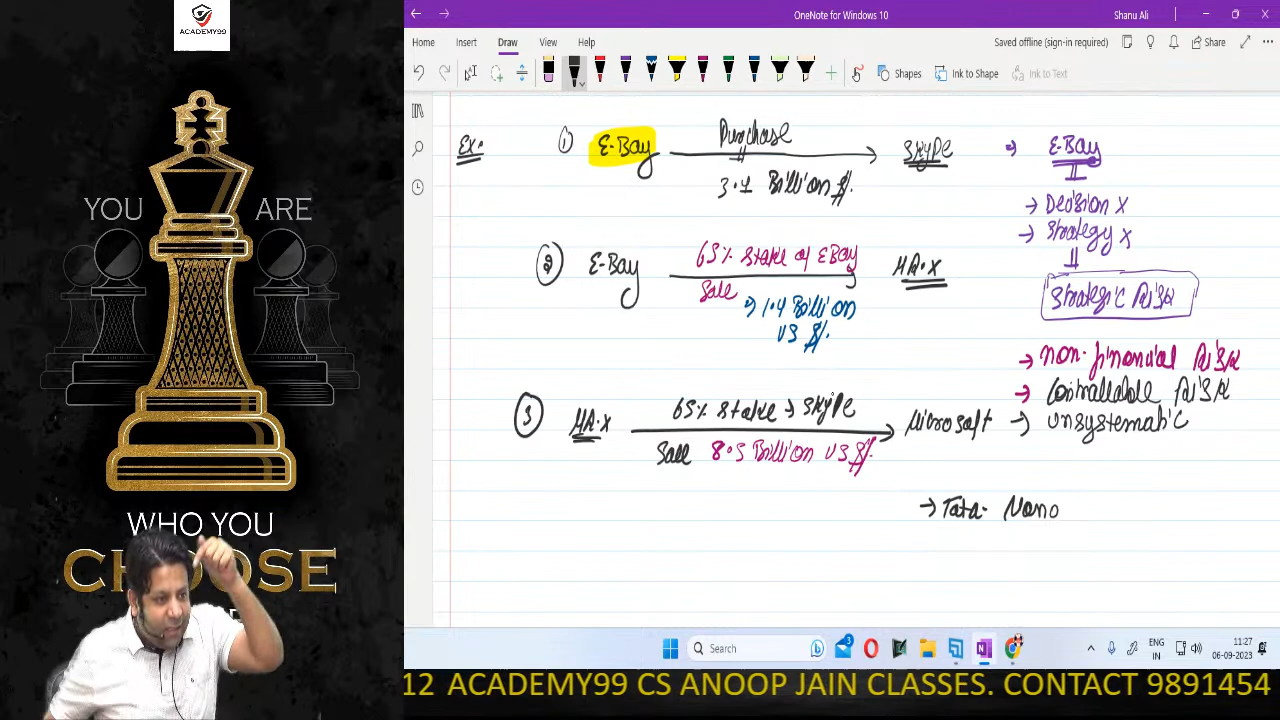 ACADEMY99
YOU ARE
WHO YOU
CHOOSE
OneNote for Windows 10
Shanu Ali
Home Insert Draw View Help
Saved offline (sign-in required)
Share
Shapes
Ink to Shape
Ink to Text
Ex:
1) E-Bay Purchase SKYPE
3.1 Billion $.
⇒ E-Bay
→ Decision x
→ Strategy x
Strategic Risk
2) E-Bay 65% Stake of EBay MA.X
Sale
⇒ 1.4 Billion
US $.
→ non-financial Risk
→ Controllable Risk
→ unsystematic
3) MA.X 65% Stake → Skype Microsoft
Sale 8.5 Billion US $.
→ Tata- Nano
Search
3
ENG
IN
11:27
06-09-2023
12 ACADEMY99 CS ANOOP JAIN CLASSES. CONTACT 9891454